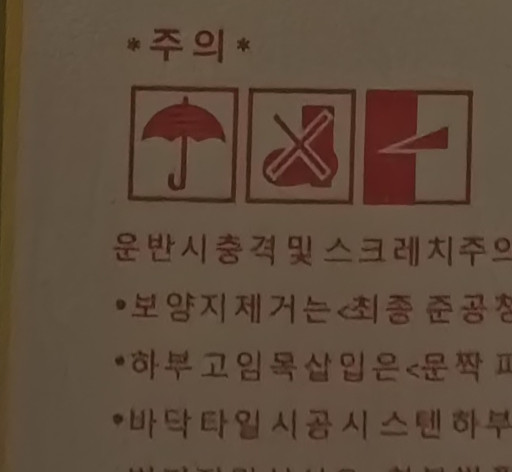 *주의*
운반시충격및 스크레치주의
•보양지제거는<최종 준공청
•하부고임목삽입은<문짝
•바닥타일시공시 스텐하부